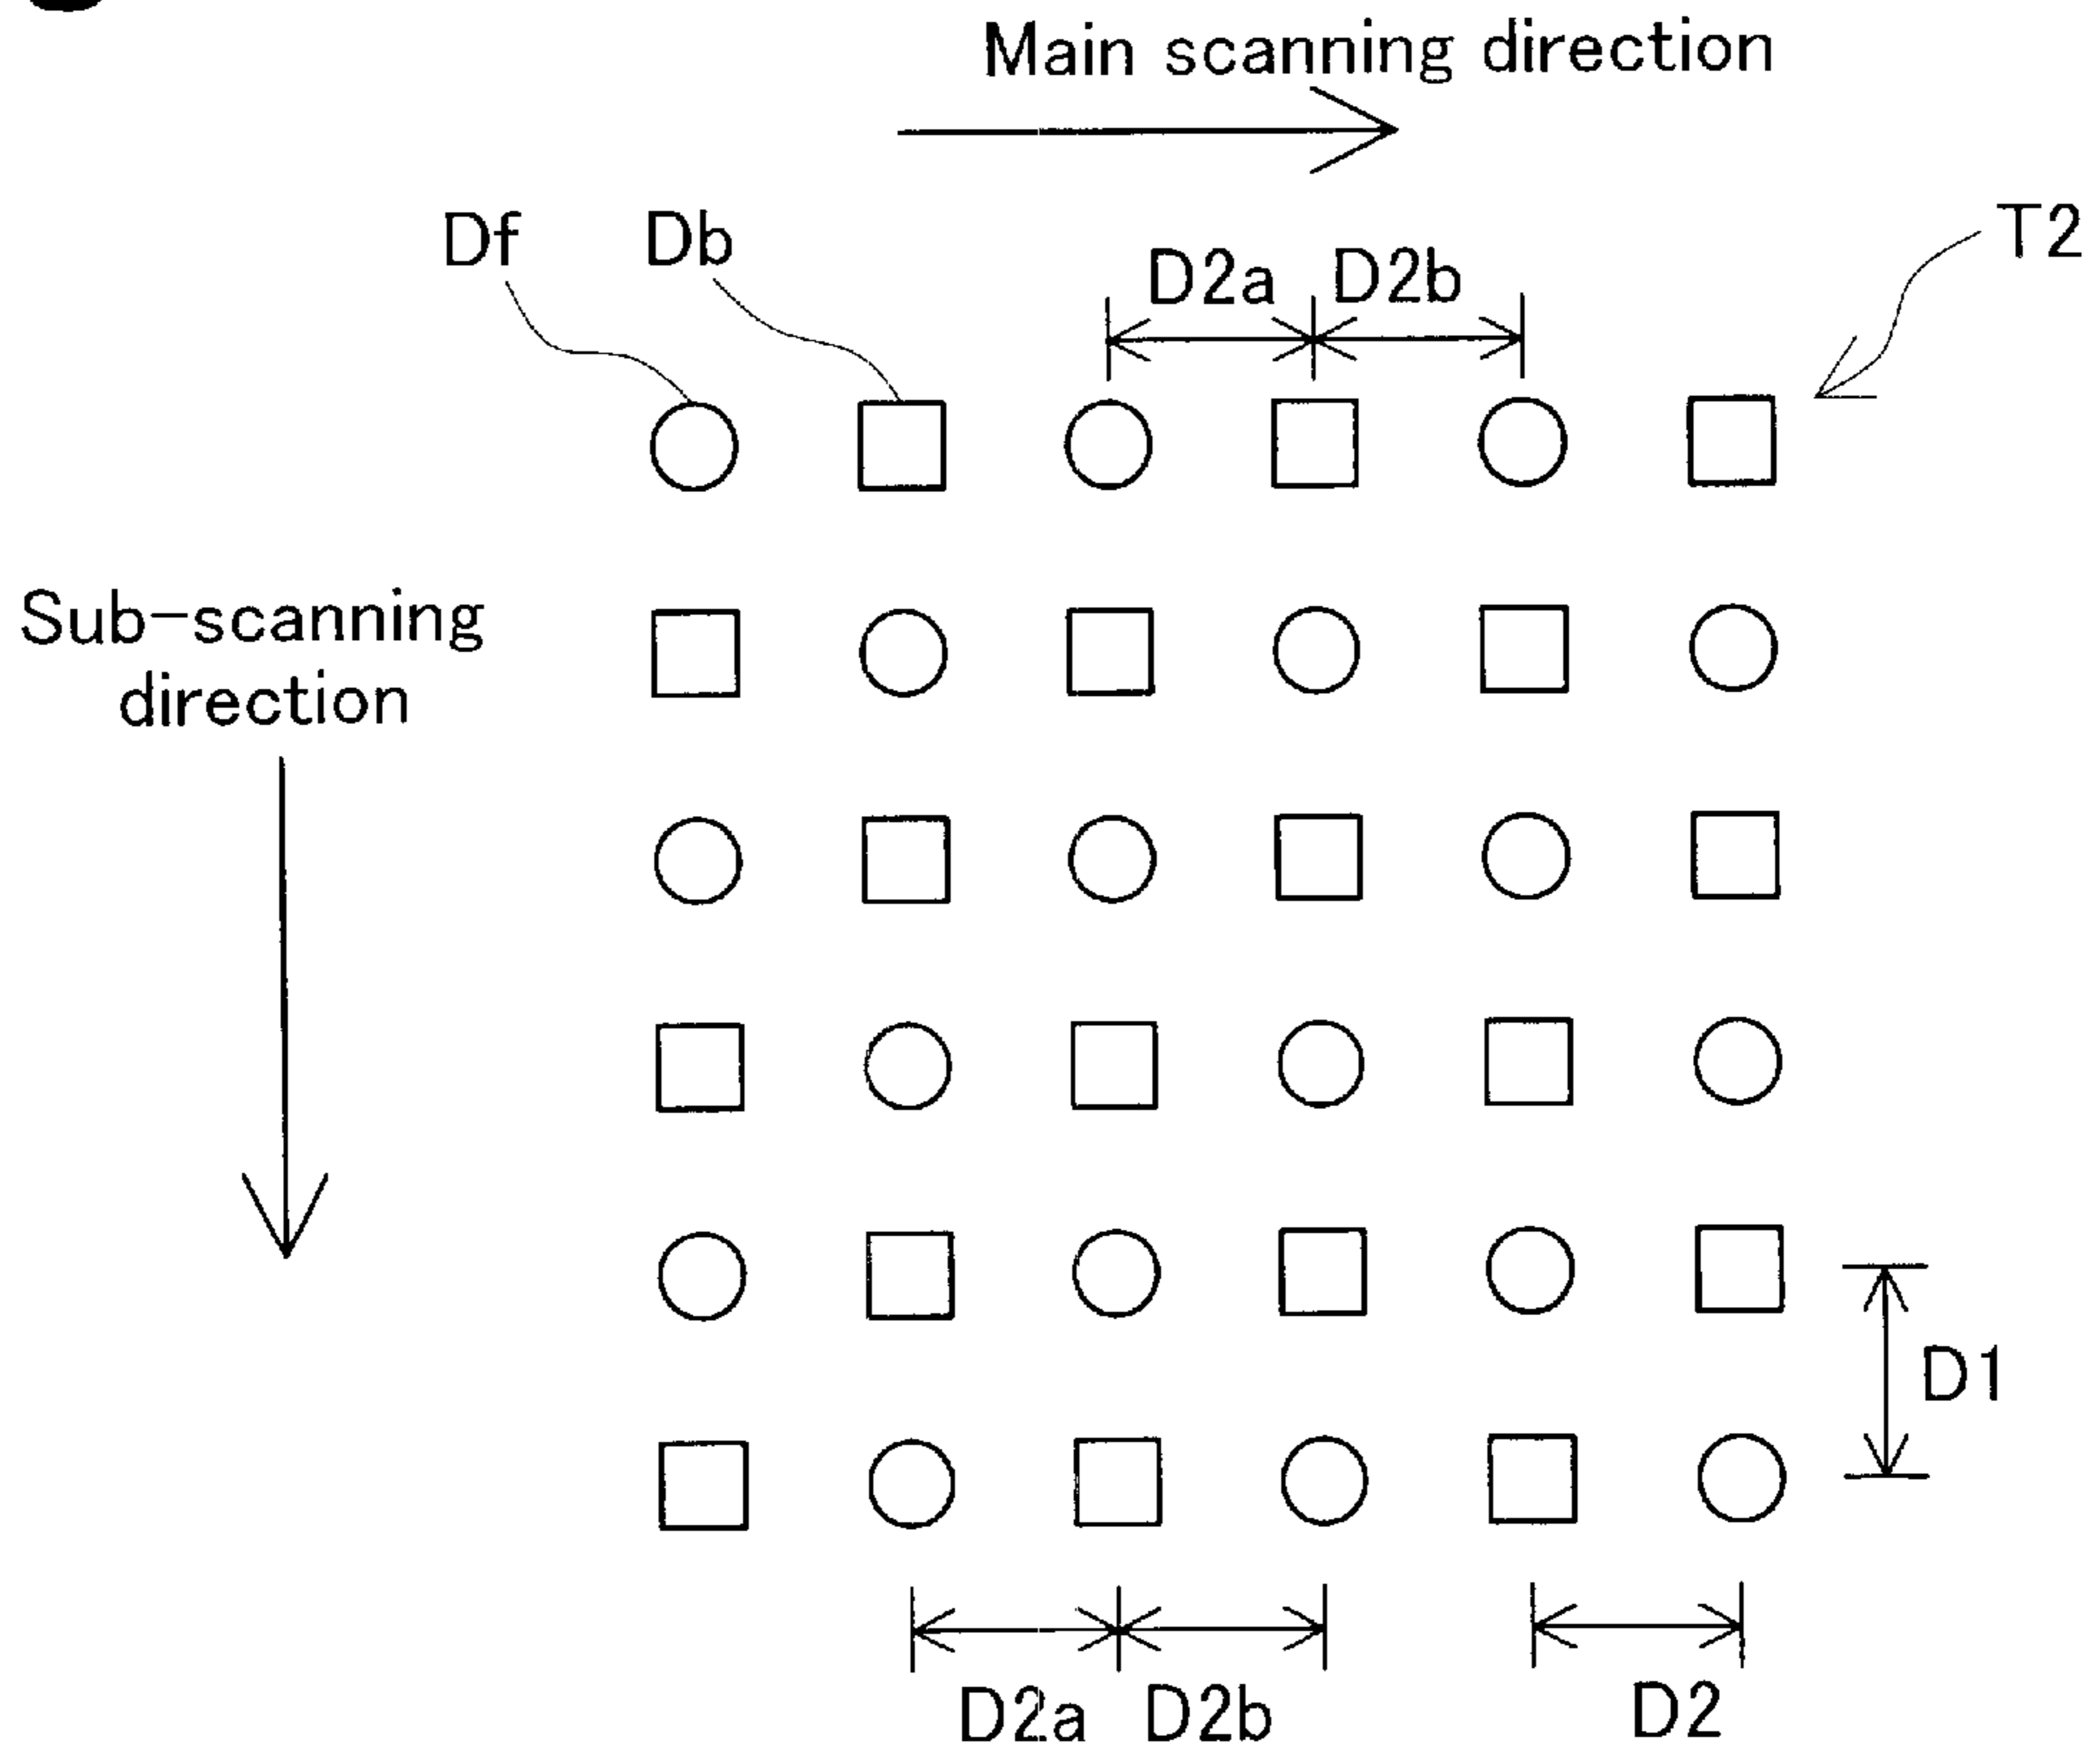 Main scanning direction
Df
Db
D2a
D2b
T2
Sub-scanning
direction
D1
D2a
D2b
D2